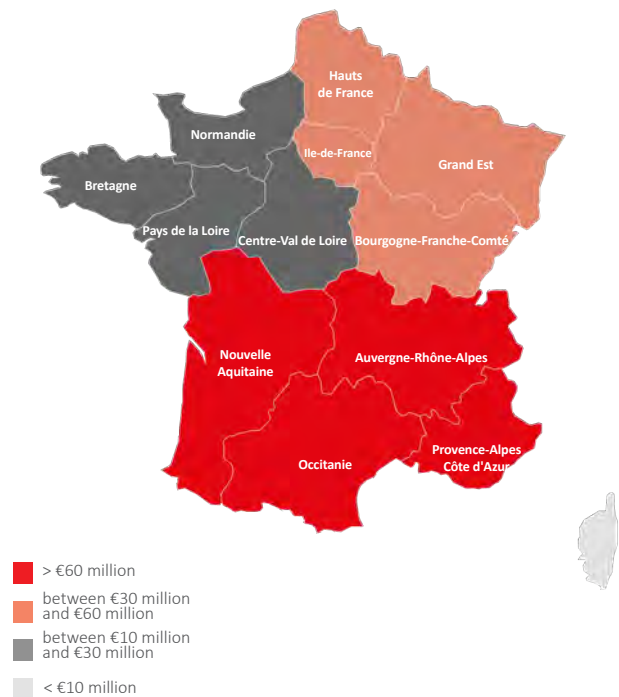 Hauts
de France
Normandie
Ile-de-France
Grand Est
Bretagne
Pays de la Loire
Centre-Val de Loire
Bourgogne-Franche-Comté
Nouvelle
Aquitaine
Auvergne-Rhône-Alpes
Provence-Alpes
Côte d'Azur
Occitanie
> €60 million
between €30 million
and €60 million
between €10 million
and €30 million
< €10 million